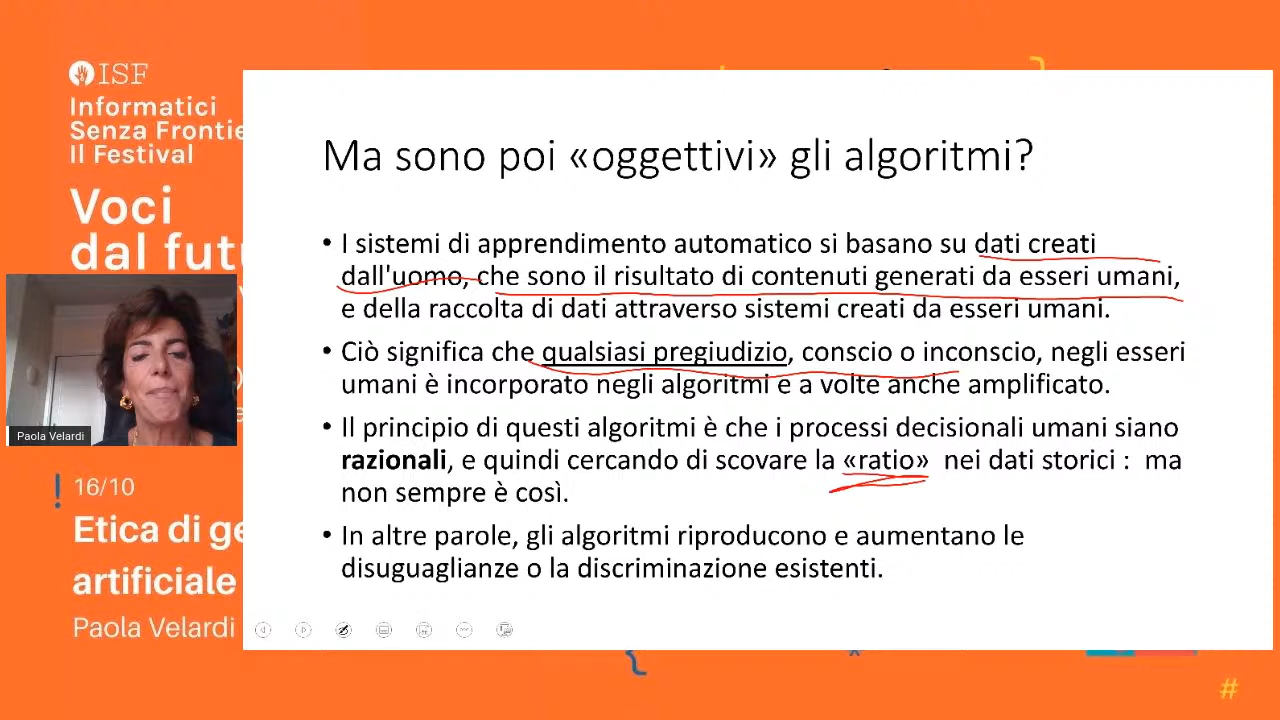 ISF
Informatici
Senza Frontie
Il Festival
Voci
dal futu
Paola Velardi
16/10
Etica di ge
artificiale
Paola Velardi
Ma sono poi «oggettivi» gli algoritmi?
• I sistemi di apprendimento automatico si basano su dati creati
dall'uomo, che sono il risultato di contenuti generati da esseri umani,
e della raccolta di dati attraverso sistemi creati da esseri umani.
• Ciò significa che qualsiasi pregiudizio, conscio o inconscio, negli esseri
umani è incorporato negli algoritmi e a volte anche amplificato.
• Il principio di questi algoritmi è che i processi decisionali umani siano
razionali, e quindi cercando di scovare la «ratio» nei dati storici : ma
non sempre è così.
• In altre parole, gli algoritmi riproducono e aumentano le
disuguaglianze o la discriminazione esistenti.
#